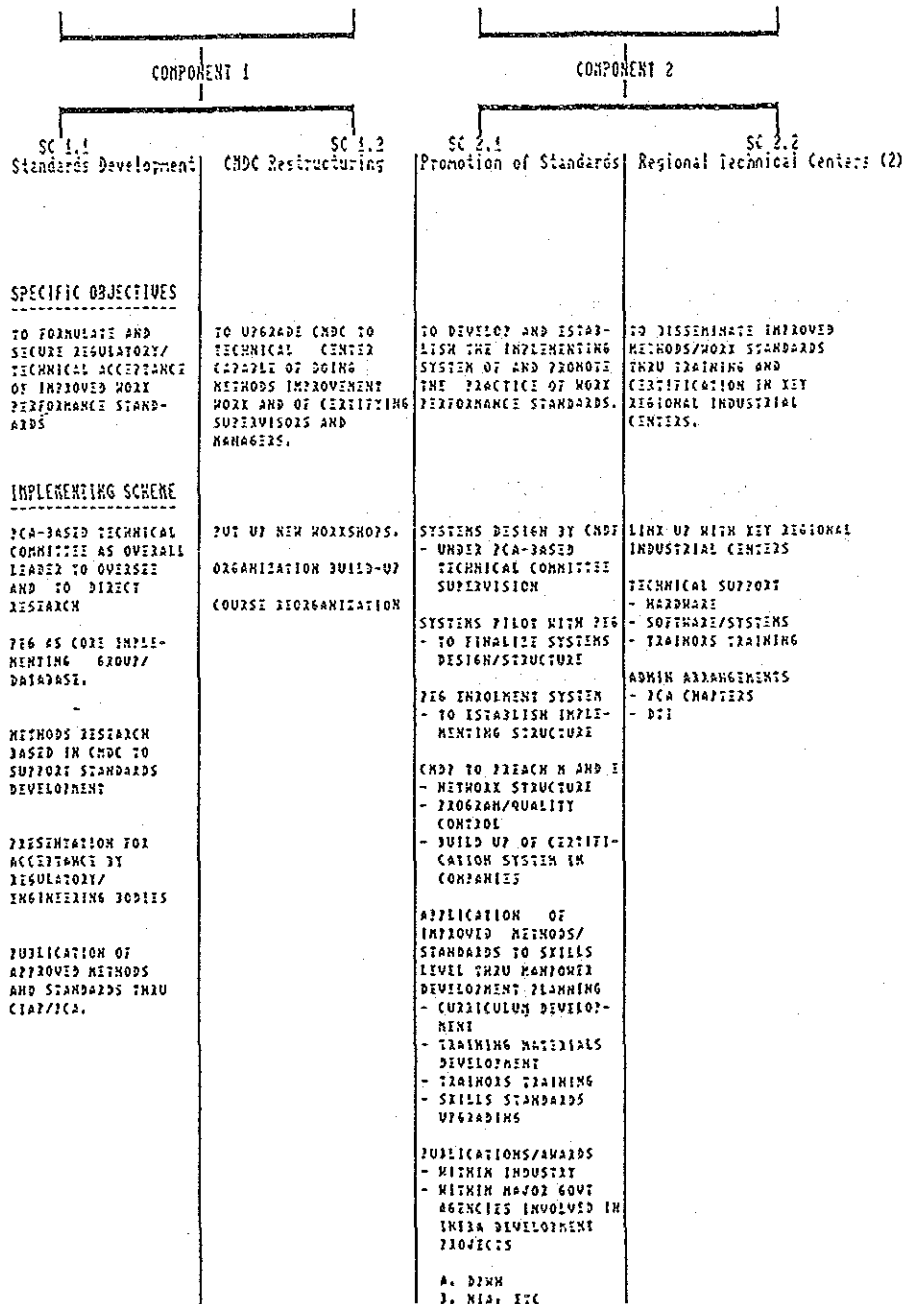 COMPONENT 1
COMPONENT 2
SC 1.1
Standards Development
SC 1.2
CMDC Restructuring
SC 2.1
Promotion of Standards
SC 2.2
Regional Technical Centers (2)
SPECIFIC OBJECTIVES
TO FORMULATE AND
SECURE REGULATORY/
TECHNICAL ACCEPTANCE
OF IMPROVED WORK
PERFORMANCE STAND-
ARDS
TO UPGRADE CMDC TO
TECHNICAL CENTER
CAPABLE OF DOING
METHODS IMPROVEMENT
WORK AND OF CERTIFYING
SUPERVISORS AND
MANAGERS.
TO DEVELOP AND ESTAB-
LISH THE IMPLEMENTING
SYSTEM OF AND PROMOTE
THE PRACTICE OF WORK
PERFORMANCE STANDARDS.
TO DISSEMINATE IMPROVED
METHODS/WORK STANDARDS
THRU TRAINING AND
CERTIFICATION IN KEY
REGIONAL INDUSTRIAL
CENTERS.
IMPLEMENTING SCHEME
PCA-BASED TECHNICAL
COMMITTEE AS OVERALL
LEADER TO OVERSEE
AND TO DIRECT
RESEARCH
PEG AS CORE IMPLE-
MENTING GROUP/
DATABASE.
-
METHODS RESEARCH
BASED IN CMDC TO
SUPPORT STANDARDS
DEVELOPMENT
PRESENTATION FOR
ACCEPTANCE BY
REGULATORY/
ENGINEERING BODIES
PUBLICATION OF
APPROVED METHODS
AND STANDARDS THRU
CIAP/PCA.
PUT UP NEW WORKSHOPS.
ORGANIZATION BUILD-UP
COURSE REORGANIZATION
SYSTEMS DESIGN BY CMDF
- UNDER PCA-BASED
TECHNICAL COMMITTEE
SUPERVISION
SYSTEMS PILOT WITH PEG
- TO FINALIZE SYSTEMS
DESIGN/STRUCTURE
PEG ENROLMENT SYSTEM
- TO ESTABLISH IMPLE-
MENTING STRUCTURE
CMDF TO PREACH M AND E
- NETWORK STRUCTURE
- PROGRAM/QUALITY
CONTROL
- BUILD UP OF CERTIFI-
CATION SYSTEM IN
COMPANIES
APPLICATION OF
IMPROVED METHODS/
STANDARDS TO SKILLS
LEVEL THRU MANPOWER
DEVELOPMENT PLANNING
- CURRICULUM DEVELOP-
MENT
- TRAINING MATERIALS
DEVELOPMENT
- TRAINORS TRAINING
- SKILLS STANDARDS
UPGRADING
PUBLICATIONS/AWARDS
- WITHIN INDUSTRY
- WITHIN MAJOR GOVT
AGENCIES INVOLVED IN
INFRA DEVELOPMENT
PROJECTS
A. DPWH
B. NIA, ETC
LINK UP WITH KEY REGIONAL
INDUSTRIAL CENTERS
TECHNICAL SUPPORT
- HARDWARE
- SOFTWARE/SYSTEMS
- TRAINORS TRAINING
ADMIN ARRANGEMENTS
- PCA CHAPTERS
- DTI